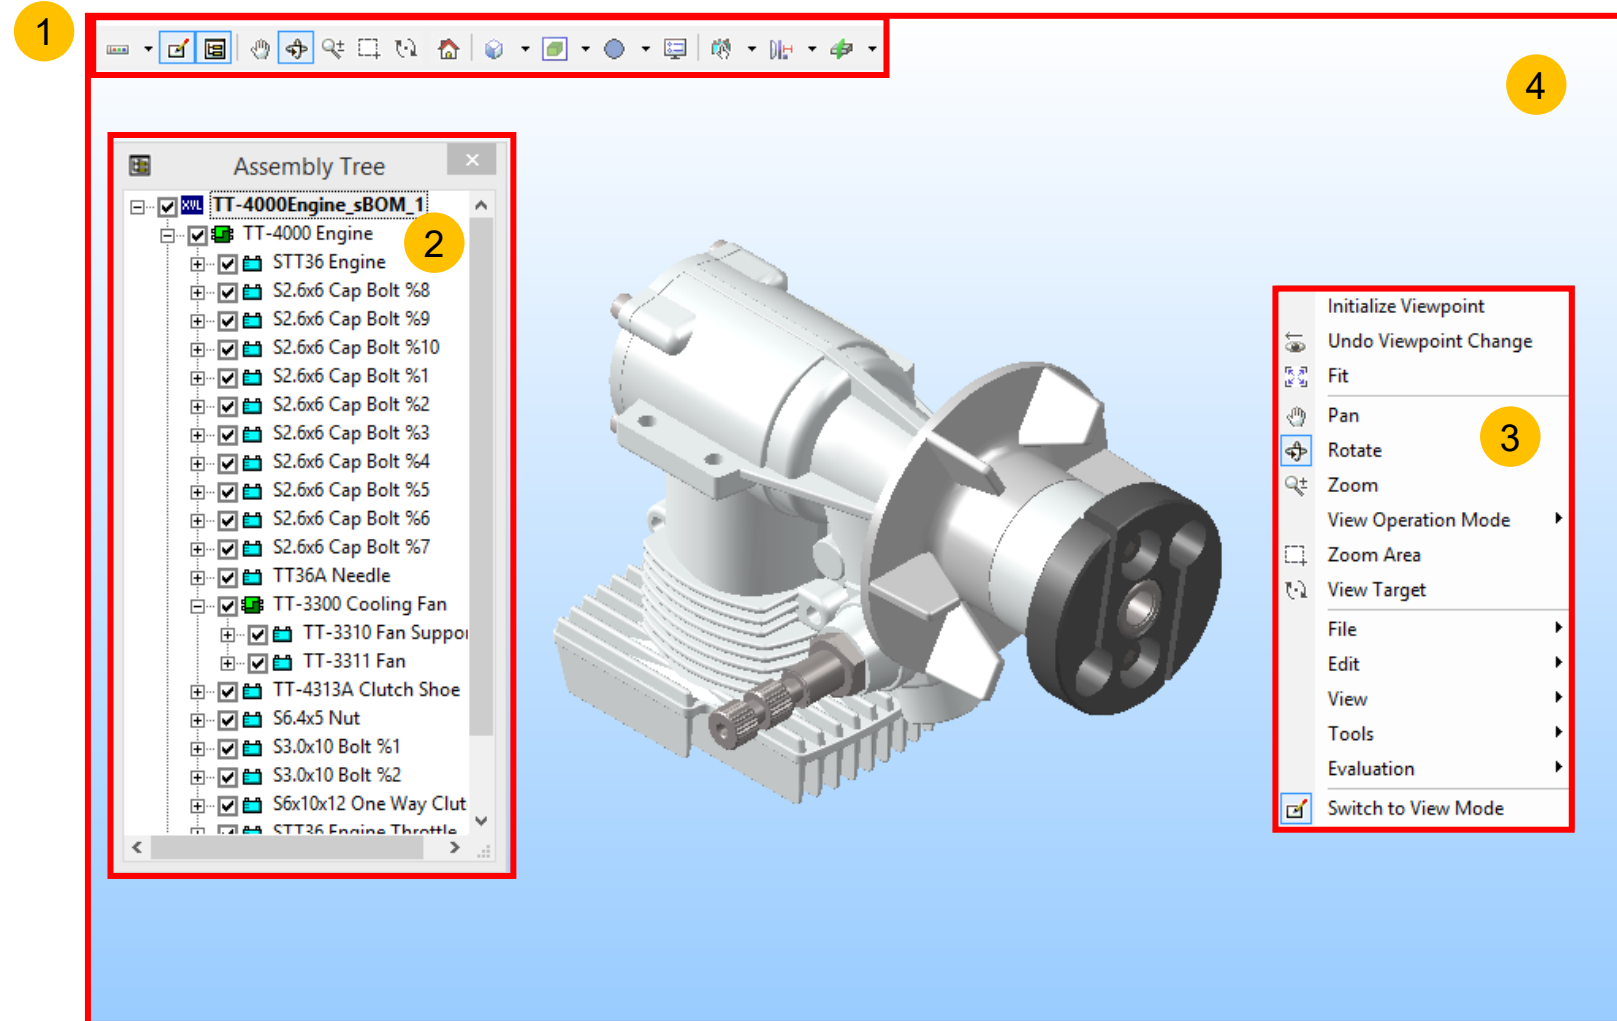 1
4
Assembly Tree
XVL TT-4000Engine_sBOM_1
TT-4000 Engine
2
STT36 Engine
S2.6x6 Cap Bolt %8
S2.6x6 Cap Bolt %9
S2.6x6 Cap Bolt %10
S2.6x6 Cap Bolt %1
S2.6x6 Cap Bolt %2
S2.6x6 Cap Bolt %3
S2.6x6 Cap Bolt %4
S2.6x6 Cap Bolt %5
S2.6x6 Cap Bolt %6
S2.6x6 Cap Bolt %7
TT36A Needle
TT-3300 Cooling Fan
TT-3310 Fan Suppor
TT-3311 Fan
TT-4313A Clutch Shoe
S6.4x5 Nut
S3.0x10 Bolt %1
S3.0x10 Bolt %2
S6x10x12 One Way Clut
STT36 Engine Throttle
Initialize Viewpoint
Undo Viewpoint Change
Fit
Pan
3
Rotate
Zoom
View Operation Mode
Zoom Area
View Target
File
Edit
View
Tools
Evaluation
Switch to View Mode